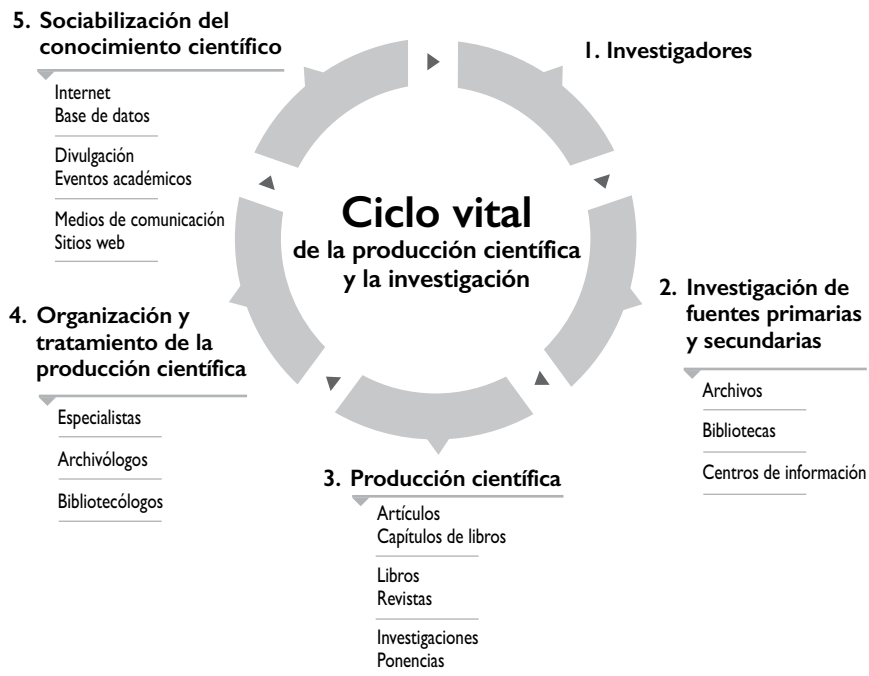 Ciclo vital
de la producción científica
y la investigación
1. Investigadores
2. Investigación de
fuentes primarias
y secundarias
Archivos
Bibliotecas
Centros de información
3. Producción científica
Artículos
Capítulos de libros
Libros
Revistas
Investigaciones
Ponencias
4. Organización y
tratamiento de la
producción científica
Especialistas
Archivólogos
Bibliotecólogos
5. Sociabilización del
conocimiento científico
Internet
Base de datos
Divulgación
Eventos académicos
Medios de comunicación
Sitios web